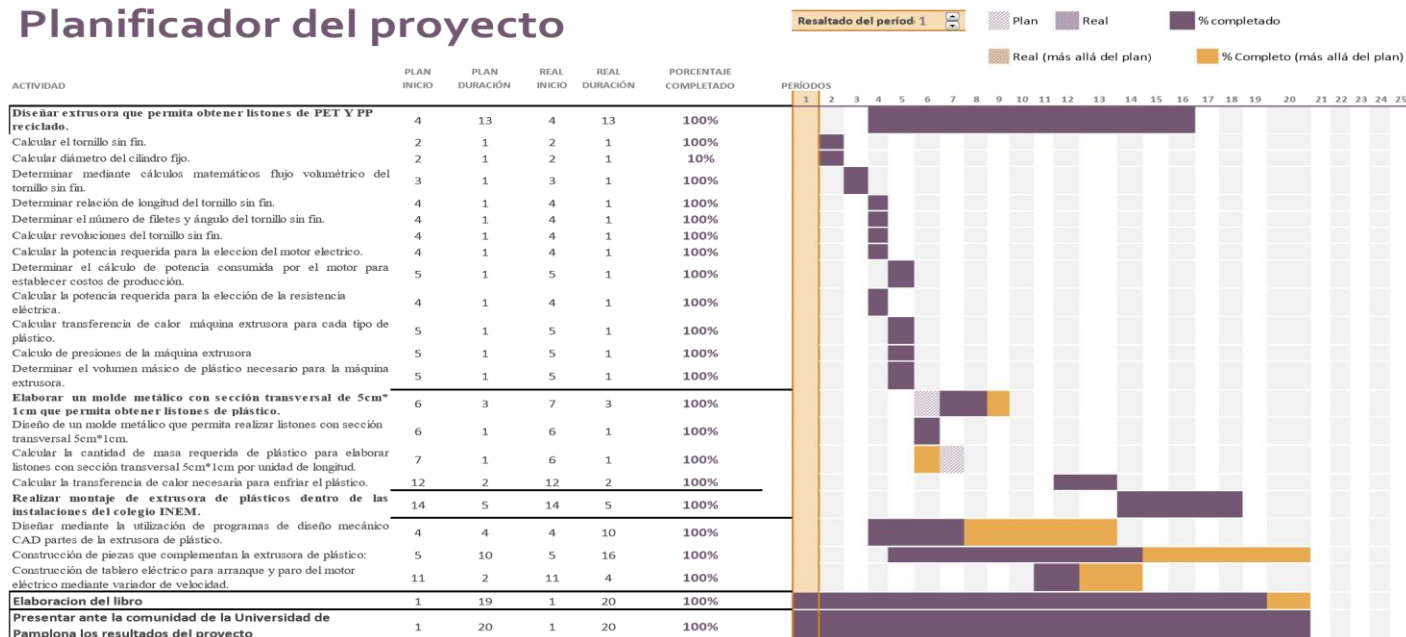 Planificador del proyecto
Resaltado del períod 1
Plan
Real
% completado
Real (más allá del plan)
% Completo (más allá del plan)
ACTIVIDAD
PLAN INICIO
PLAN DURACIÓN
REAL INICIO
REAL DURACIÓN
PORCENTAJE COMPLETADO
PERÍODOS
1 2 3 4 5 6 7 8 9 10 11 12 13 14 15 16 17 18 19 20 21 22 23 24 25
Diseñar extrusora que permita obtener listones de PET Y PP
reciclado.
4 13 4 13 100%
Calcular el tornillo sin fin. 2 1 2 1 100%
Calcular diámetro del cilindro fijo. 2 1 2 1 10%
Determinar mediante cálculos matemáticos flujo volumétrico del
tornillo sin fin.
3 1 3 1 100%
Determinar relación de longitud del tornillo sin fin. 4 1 4 1 100%
Determinar el número de filetes y ángulo del tornillo sin fin. 4 1 4 1 100%
Calcular revoluciones del tornillo sin fin. 4 1 4 1 100%
Calcular la potencia requerida para la eleccion del motor electrico. 4 1 4 1 100%
Determinar el cálculo de potencia consumida por el motor para
establecer costos de producción.
5 1 5 1 100%
Calcular la potencia requerida para la elección de la resistencia
eléctrica.
4 1 4 1 100%
Calcular transferencia de calor máquina extrusora para cada tipo de
plástico.
5 1 5 1 100%
Calculo de presiones de la máquina extrusora 5 1 5 1 100%
Determinar el volumen másico de plástico necesario para la máquina
extrusora.
5 1 5 1 100%
Elaborar un molde metálico con sección transversal de 5cm*
1cm que permita obtener listones de plástico.
6 3 7 3 100%
Diseño de un molde metálico que permita realizar listones con sección
transversal 5cm*1cm.
6 1 6 1 100%
Calcular la cantidad de masa requerida de plástico para elaborar
listones con sección transversal 5cm*1cm por unidad de longitud.
7 1 6 1 100%
Calcular la transferencia de calor necesaria para enfriar el plástico. 12 2 12 2 100%
Realizar montaje de extrusora de plásticos dentro de las
instalaciones del colegio INEM.
14 5 14 5 100%
Diseñar mediante la utilización de programas de diseño mecánico
CAD partes de la extrusora de plástico.
4 4 4 10 100%
Construcción de piezas que complementan la extrusora de plástico: 5 10 5 16 100%
Construcción de tablero eléctrico para arranque y paro del motor
eléctrico mediante variador de velocidad.
11 2 11 4 100%
Elaboracion del libro 1 19 1 20 100%
Presentar ante la comunidad de la Universidad de
Pamplona los resultados del proyecto
1 20 1 20 100%